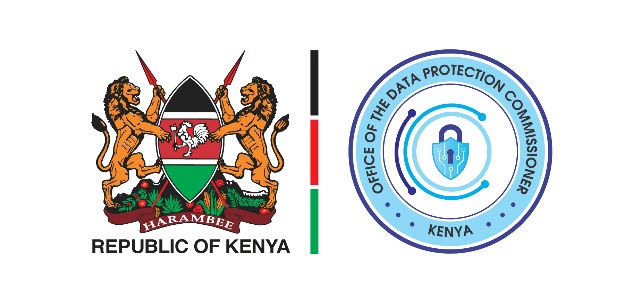 HARAMBEE
REPUBLIC OF KENYA
OFFICE OF THE DATA PROTECTION COMMISSIONER
KENYA